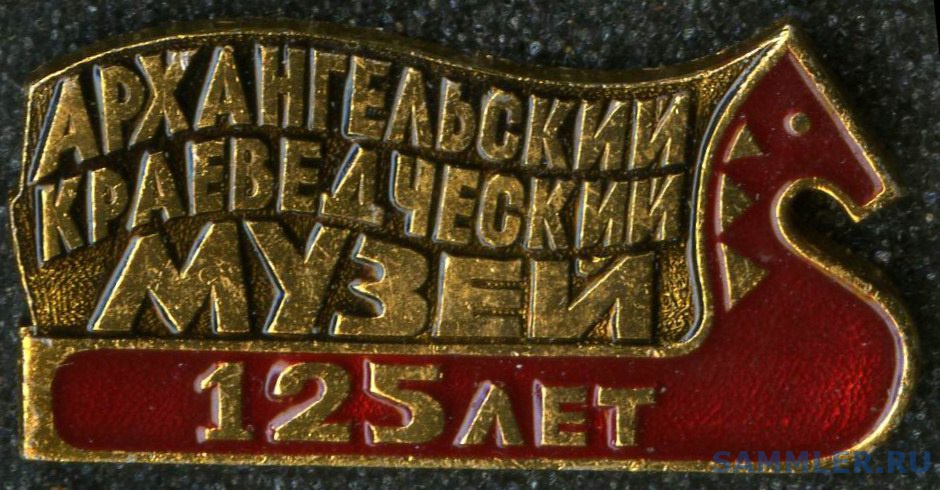 АРХАНГЕЛЬСКИЙ
КРАЕВЕДЧЕСКИЙ
МУЗЕЙ
125 ЛЕТ
SAMMLER.RU